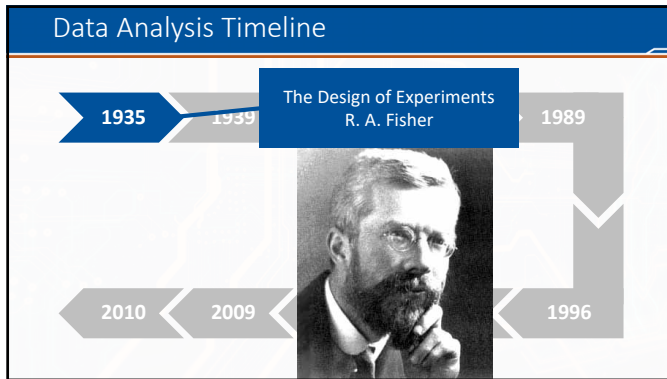 Data Analysis Timeline
The Design of Experiments
R. A. Fisher
1935
1939
1989
2010
2009
1996